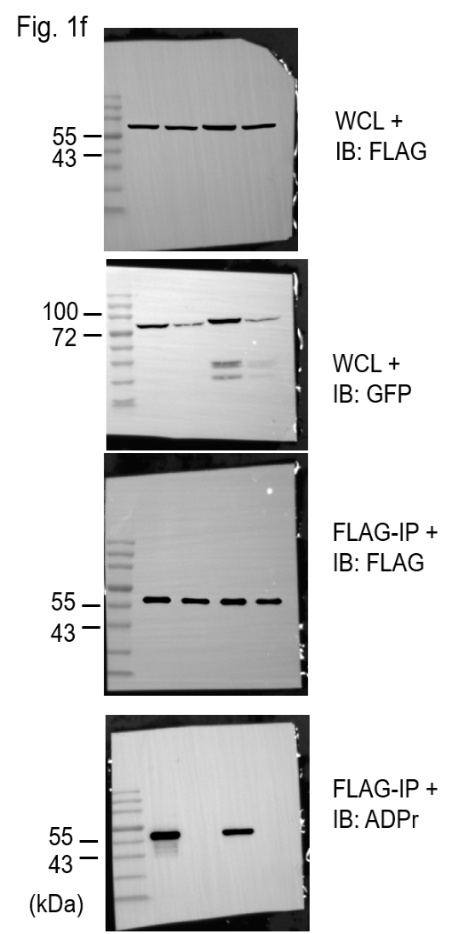 Fig. 1f
WCL +
IB: FLAG
55
43
100
72
WCL +
IB: GFP
FLAG-IP +
IB: FLAG
55
43
FLAG-IP +
IB: ADPr
55
43
(kDa)